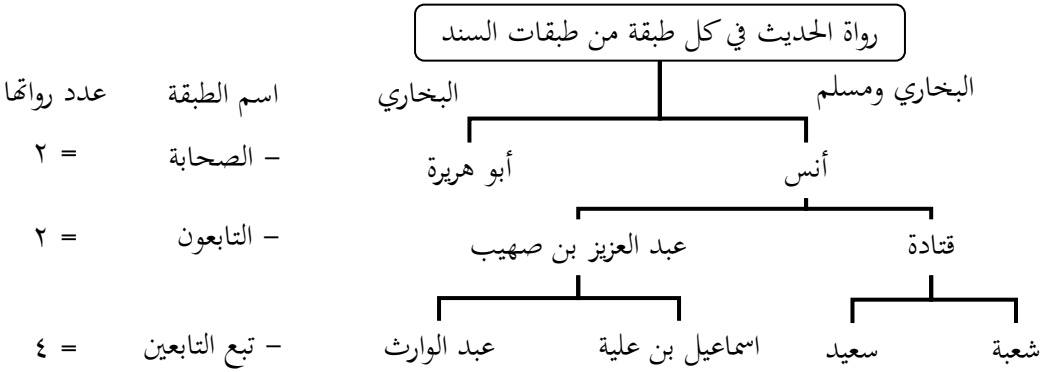 رواة الحديث في كل طبقة من طبقات السند
البخاري ومسلم البخاري اسم الطبقة عدد رواتها
أنس أبو هريرة – الصحابة = ٢
قتادة عبد العزيز بن صهيب – التابعون = ٢
شعبة سعيد اسماعيل بن علية عبد الوارث – تبع التابعين = ٤